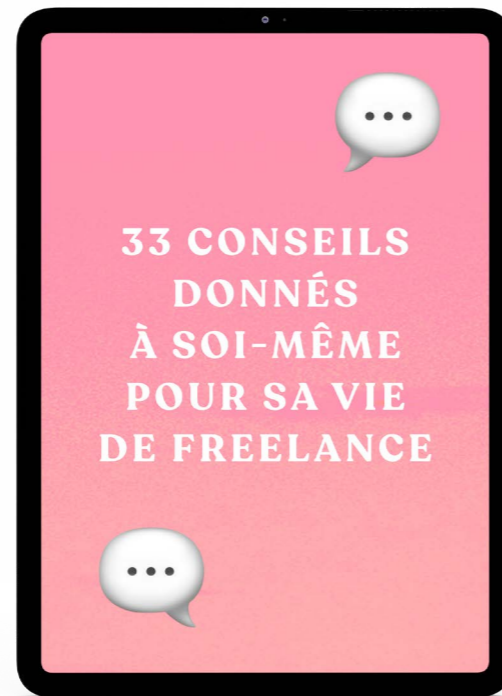 33 CONSEILS
DONNÉS
À SOI-MÊME
POUR SA VIE
DE FREELANCE